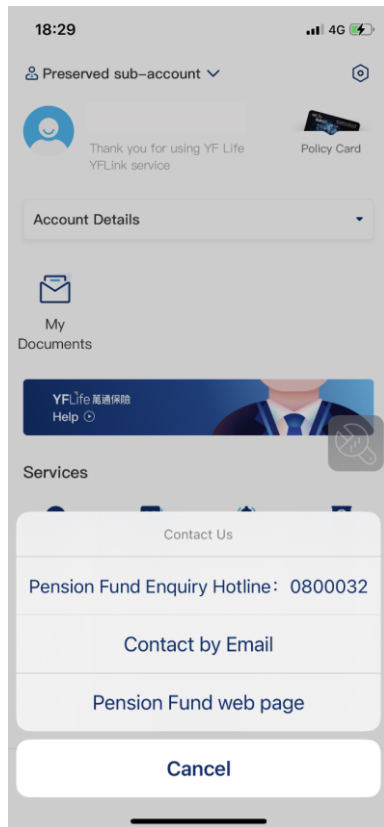 18:29
4G
Preserved sub-account
Thank you for using YF Life
YFLink service
Policy Card
Account Details
My
Documents
YFLife 萬通保險
Help
Services
Contact Us
Pension Fund Enquiry Hotline：0800032
Contact by Email
Pension Fund web page
Cancel